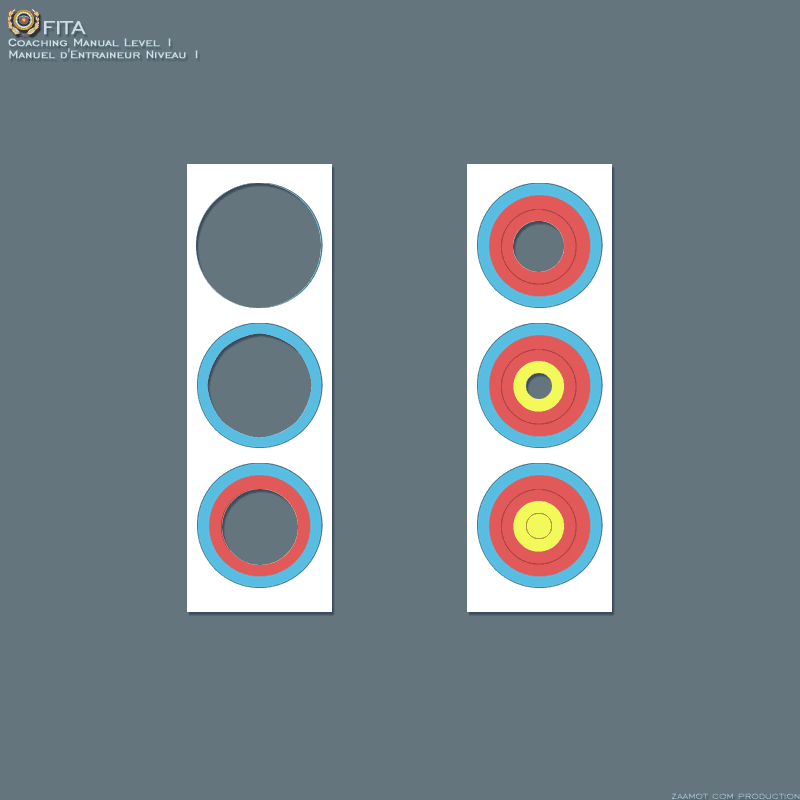 FITA
Coaching Manual Level 1
Manuel d'Entraineur Niveau 1
ZAAMOT.COM PRODUCTION